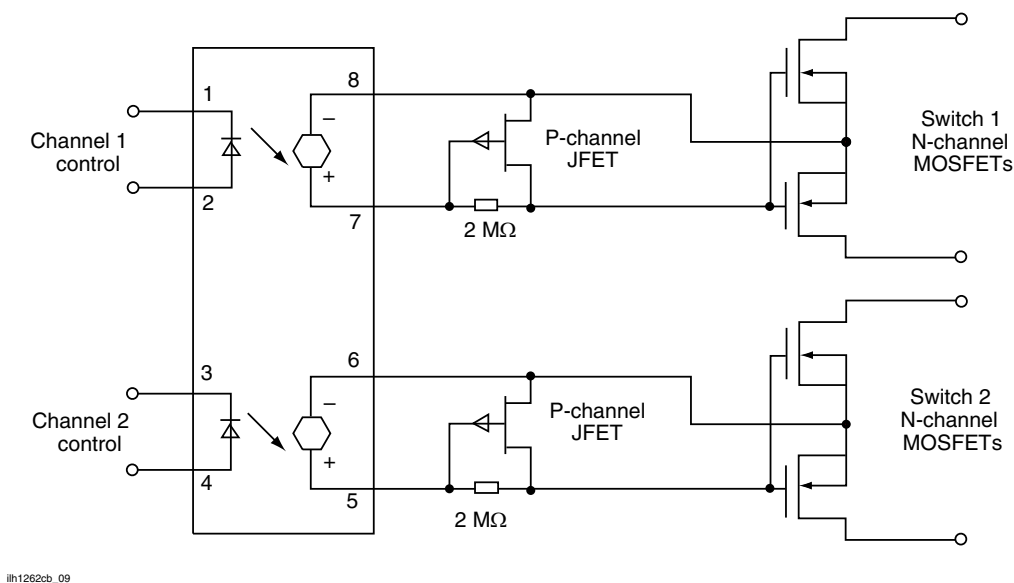 1
8
Channel 1
control
−
+
P-channel
JFET
Switch 1
N-channel
MOSFETs
2
7
2 MΩ
3
6
Channel 2
control
−
+
P-channel
JFET
Switch 2
N-channel
MOSFETs
4
5
2 MΩ
ilh1262cb_09